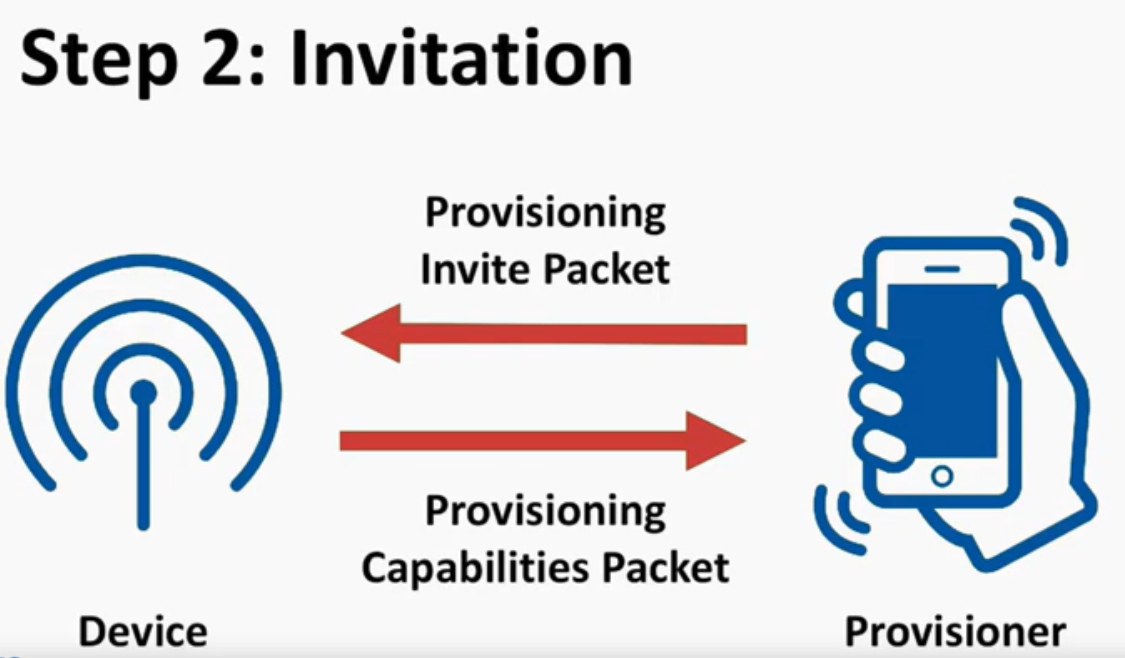 Step 2: Invitation
Provisioning
Invite Packet
Provisioning
Capabilities Packet
Device
Provisioner